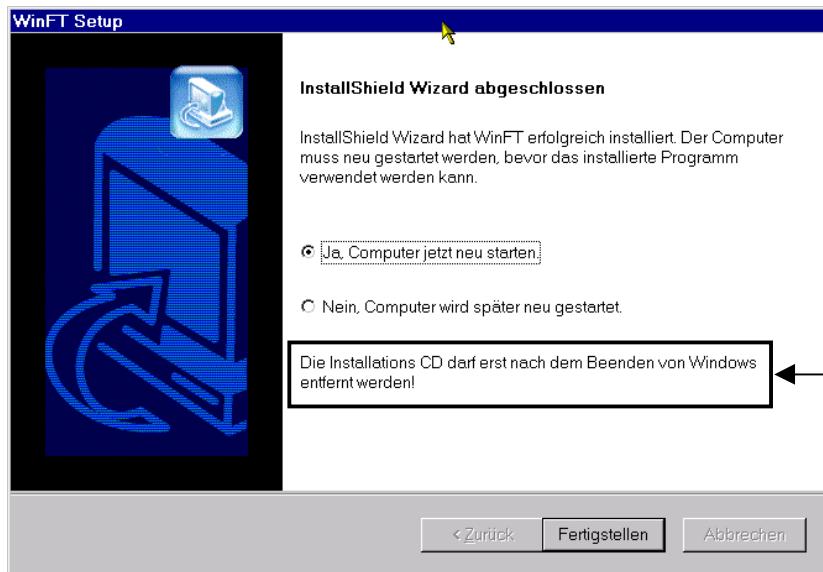 WinFT Setup
InstallShield Wizard abgeschlossen
InstallShield Wizard hat WinFT erfolgreich installiert. Der Computer
muss neu gestartet werden, bevor das installierte Programm
verwendet werden kann.
Ja, Computer jetzt neu starten.
Nein, Computer wird später neu gestartet.
Die Installations CD darf erst nach dem Beenden von Windows
entfernt werden!
< Zurück
Fertigstellen
Abbrechen